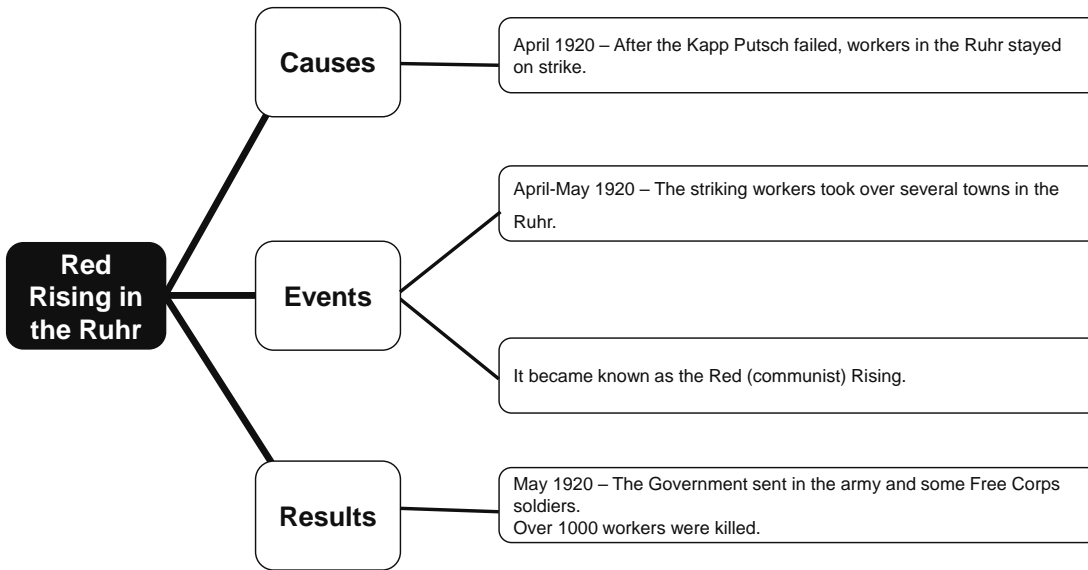 Red
Rising in
the Ruhr
Causes
April 1920 – After the Kapp Putsch failed, workers in the Ruhr stayed
on strike.
Events
April-May 1920 – The striking workers took over several towns in the
Ruhr.
It became known as the Red (communist) Rising.
Results
May 1920 – The Government sent in the army and some Free Corps
soldiers.
Over 1000 workers were killed.